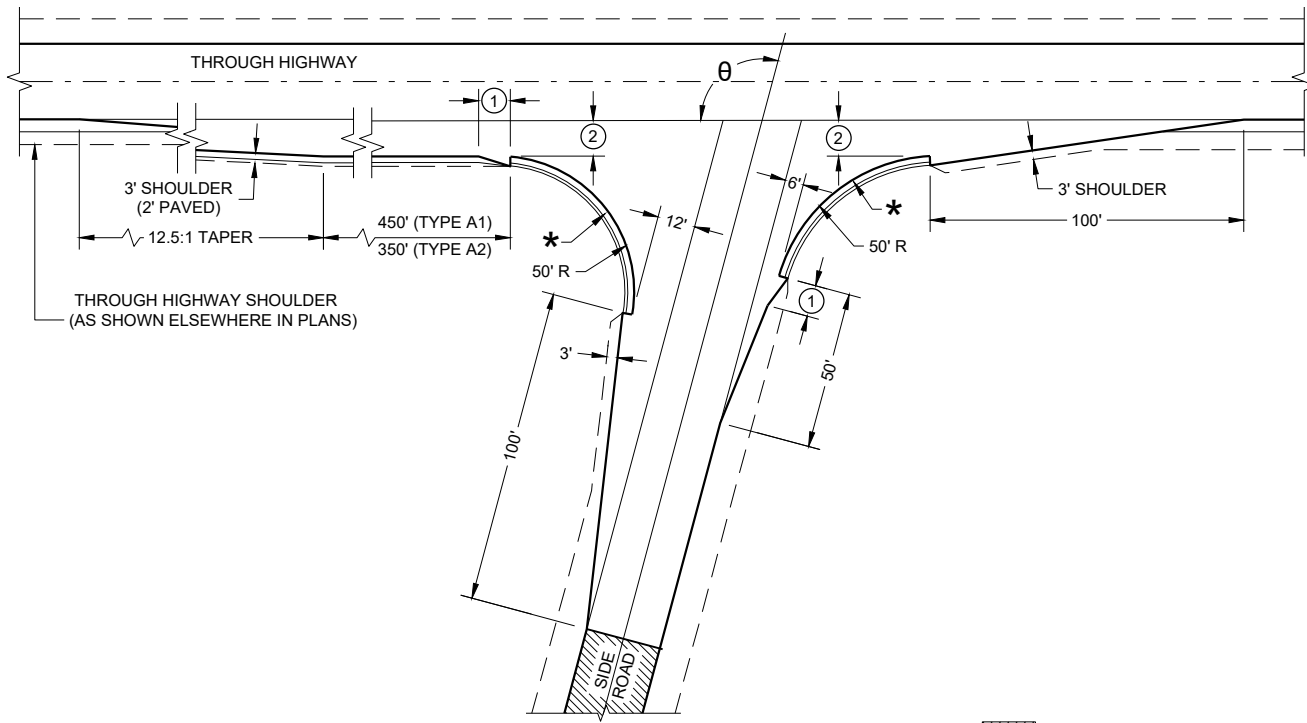 THROUGH HIGHWAY
θ
1
2
2
3' SHOULDER
(2' PAVED)
12.5:1 TAPER
450' (TYPE A1)
350' (TYPE A2)
*
50' R
12'
6'
*
50' R
3' SHOULDER
100'
THROUGH HIGHWAY SHOULDER
(AS SHOWN ELSEWHERE IN PLANS)
1
3'
50'
100'
SIDE
ROAD